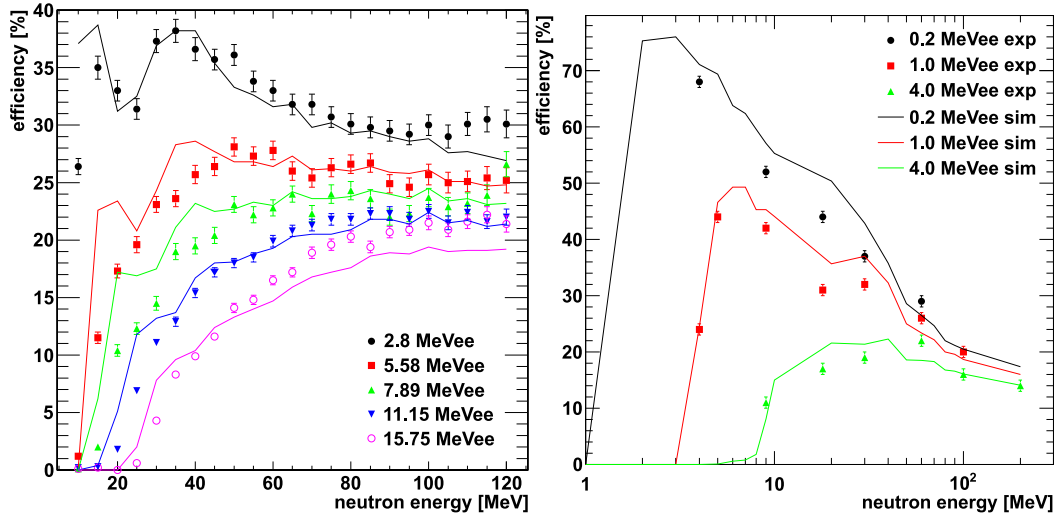 efficiency [%]
40
35
30
25
20
15
10
5
0
20
40
60
80
100
120
neutron energy [MeV]
2.8 MeVee
5.58 MeVee
7.89 MeVee
11.15 MeVee
15.75 MeVee
efficiency [%]
70
60
50
40
30
20
10
0
1
10
10²
neutron energy [MeV]
0.2 MeVee exp
1.0 MeVee exp
4.0 MeVee exp
0.2 MeVee sim
1.0 MeVee sim
4.0 MeVee sim